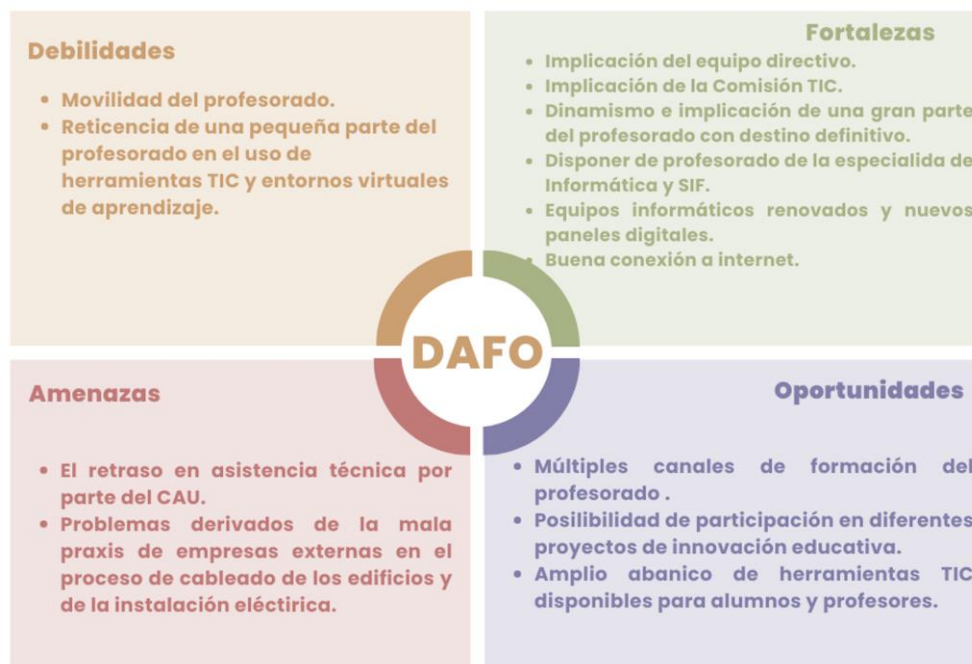 Debilidades
• Movilidad del profesorado.
• Reticencia de una pequeña parte del
profesorado en el uso de
herramientas TIC y entornos virtuales
de aprendizaje.
Fortalezas
• Implicación del equipo directivo.
• Implicación de la Comisión TIC.
• Dinamismo e implicación de una gran parte
del profesorado con destino definitivo.
• Disponer de profesorado de la especialida de
Informática y SIF.
• Equipos informáticos renovados y nuevos
paneles digitales.
• Buena conexión a internet.
DAFO
Amenazas
• El retraso en asistencia técnica por
parte del CAU.
• Problemas derivados de la mala
praxis de empresas externas en el
proceso de cableado de los edificios y
de la instalación eléctirica.
Oportunidades
• Múltiples canales de formación del
profesorado .
• Posilibilidad de participación en diferentes
proyectos de innovación educativa.
• Amplio abanico de herramientas TIC
disponibles para alumnos y profesores.